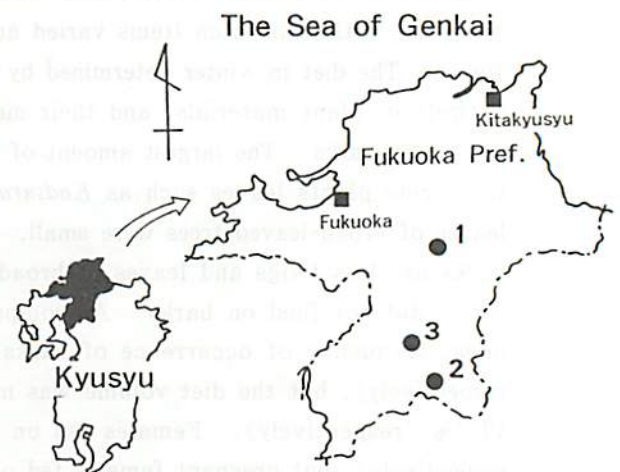 The Sea of Genkai
Kitakyusyu
Fukuoka Pref.
Fukuoka
1
3
2
Kyusyu